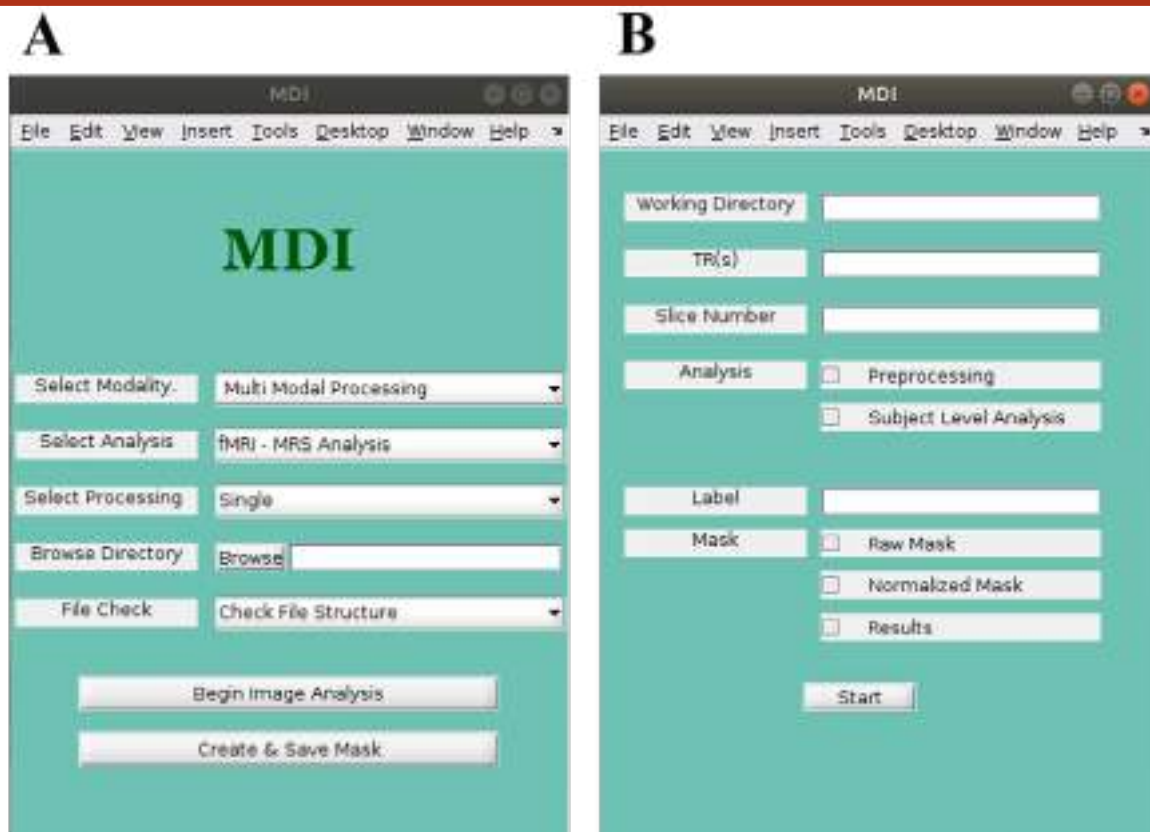 A
MDI
File Edit View Insert Tools Desktop Window Help
MDI
Select Modality. Multi Modal Processing
Select Analysis fMRI - MRS Analysis
Select Processing Single
Browse Directory Browse
File Check Check File Structure
Begin Image Analysis
Create & Save Mask
B
MDI
File Edit View Insert Tools Desktop Window Help
Working Directory
TR(s)
Slice Number
Analysis Preprocessing
Subject Level Analysis
Label
Mask Raw Mask
Normalized Mask
Results
Start